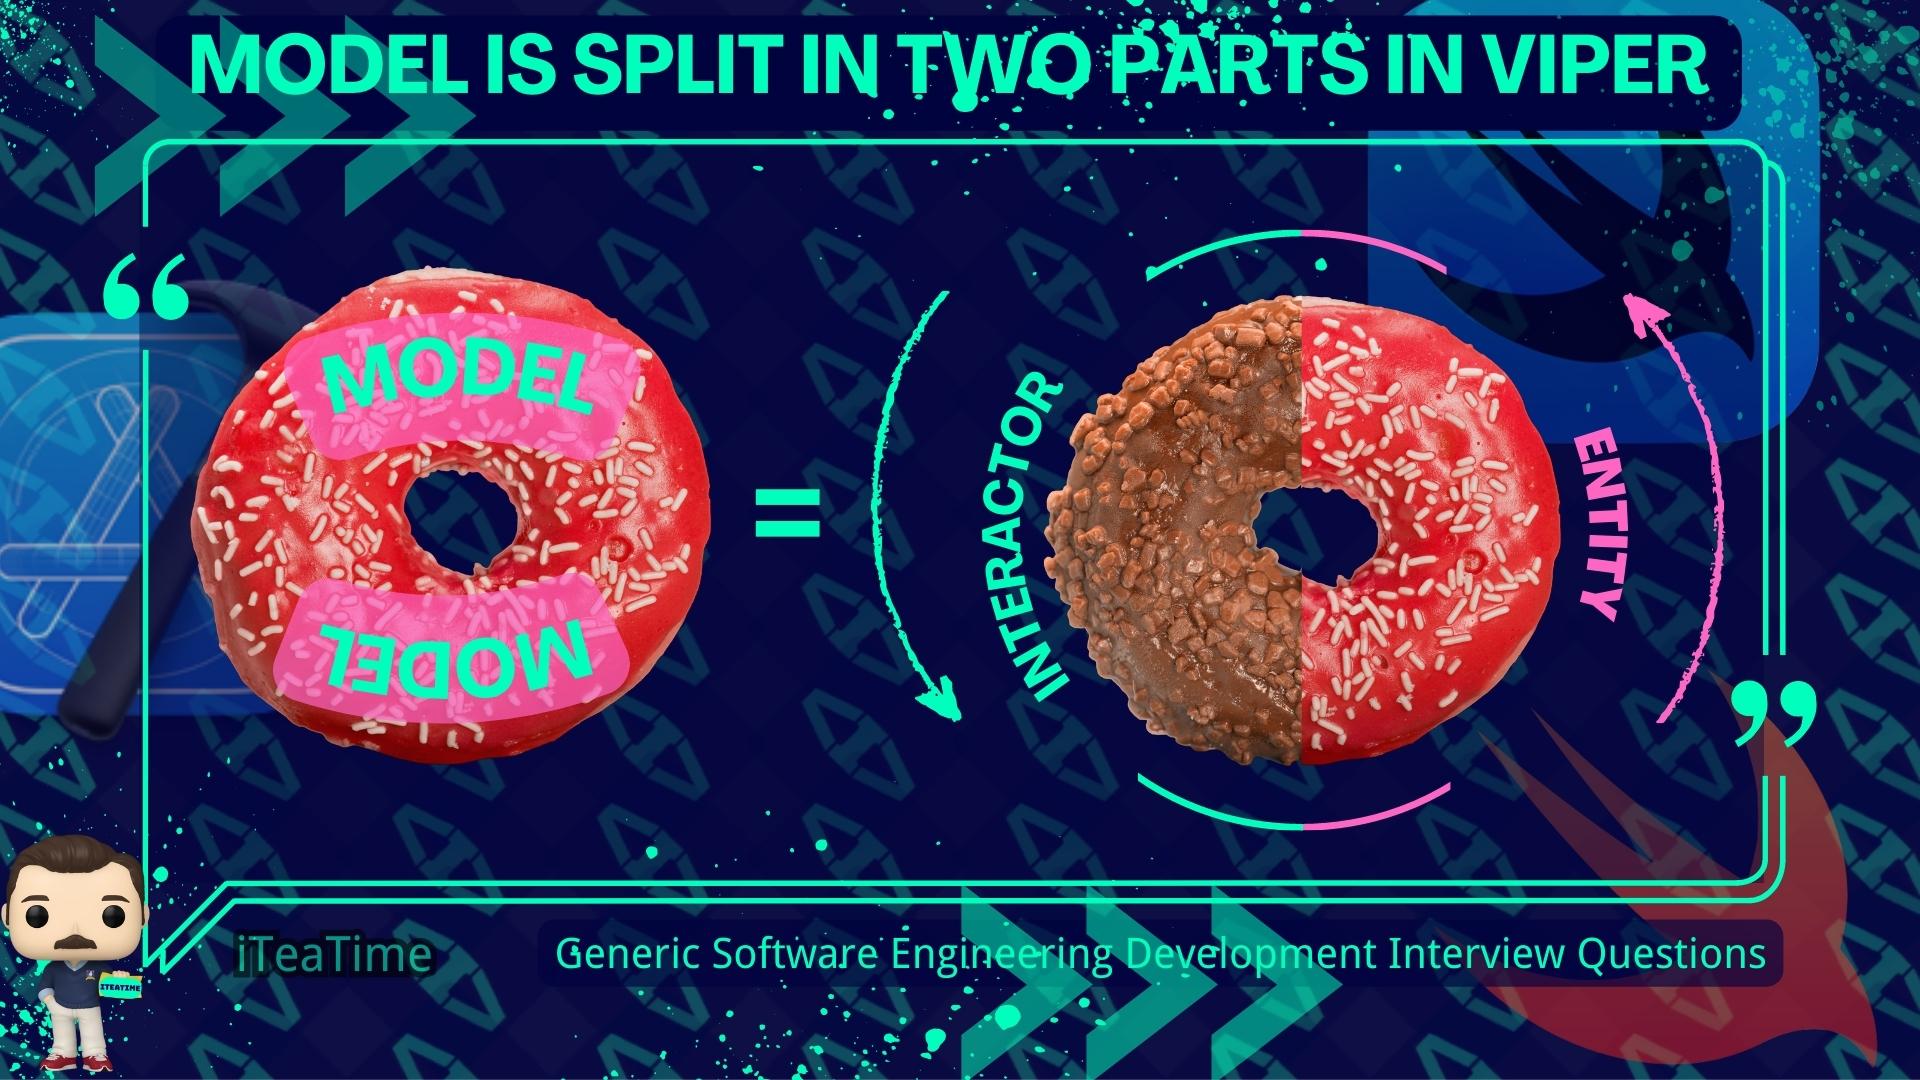 MODEL IS SPLIT IN TWO PARTS IN VIPER
MODEL
MODEL
=
INTERACTOR
ENTITY
iTeaTime
Generic Software Engineering Development Interview Questions
ITEATIME